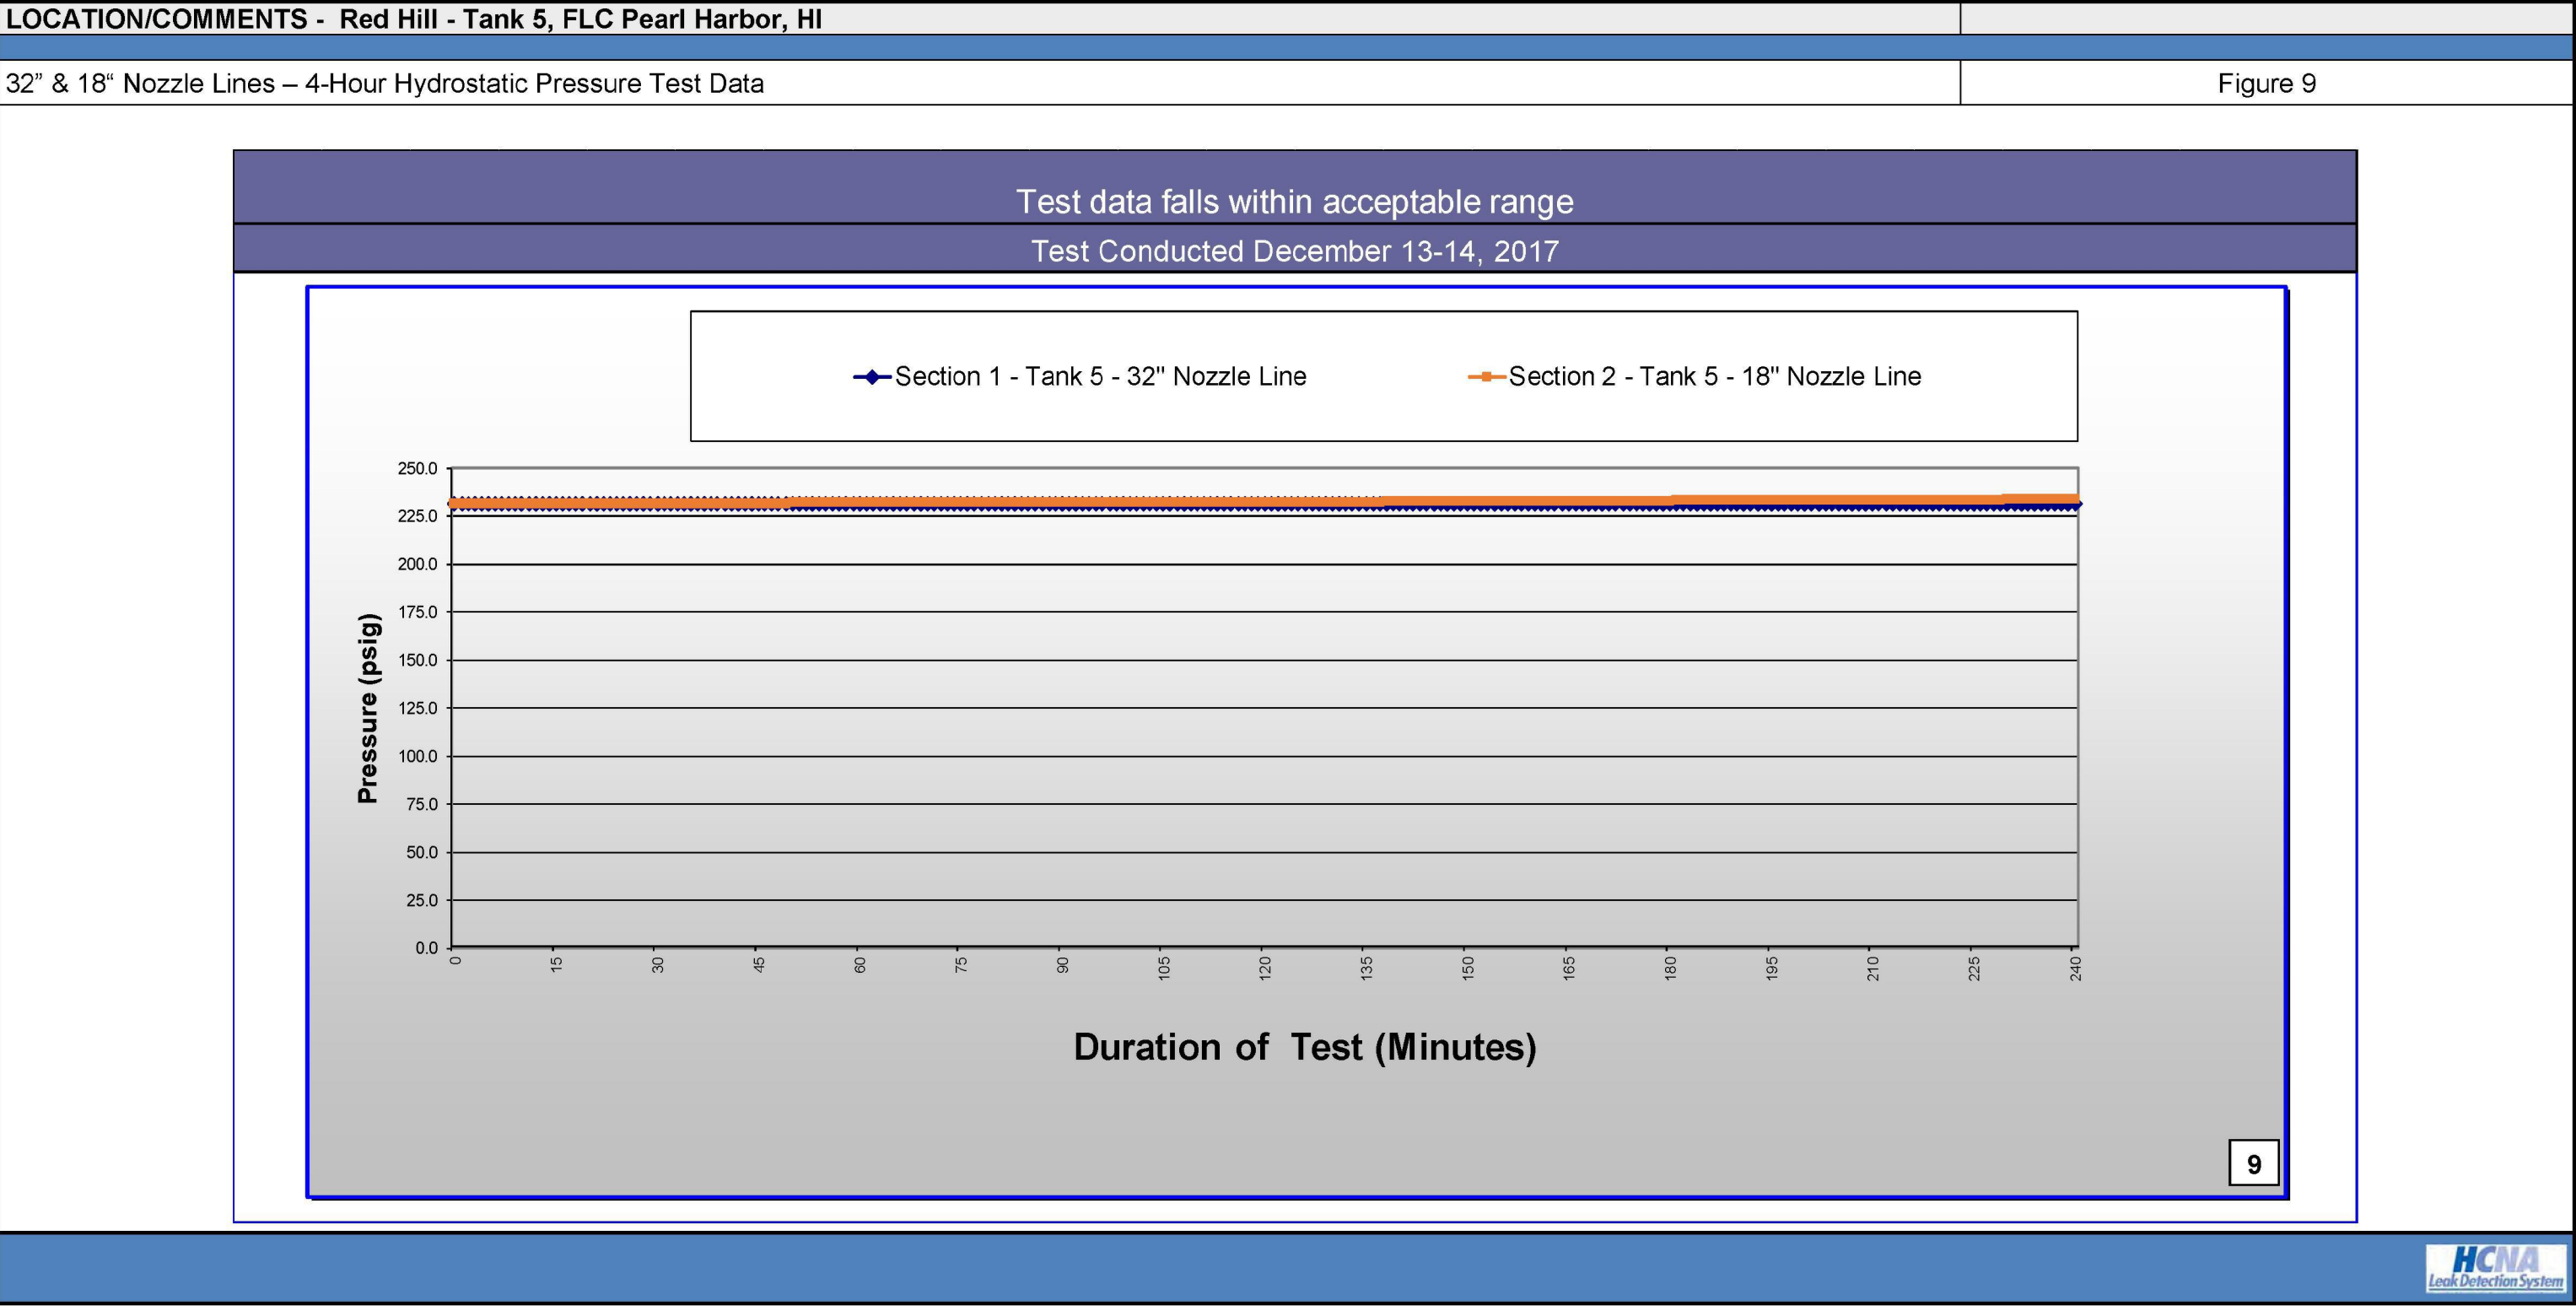 LOCATION/COMMENTS - Red Hill - Tank 5, FLC Pearl Harbor, HI
32” & 18“ Nozzle Lines – 4-Hour Hydrostatic Pressure Test Data
Figure 9
Test data falls within acceptable range
Test Conducted December 13-14, 2017
Section 1 - Tank 5 - 32" Nozzle Line
Section 2 - Tank 5 - 18" Nozzle Line
250.0
225.0
200.0
175.0
150.0
125.0
100.0
75.0
50.0
25.0
0.0
Pressure (psig)
0 15 30 45 60 75 90 105 120 135 150 165 180 195 210 225 240
Duration of Test (Minutes)
9
HCNA
Leak Detection System